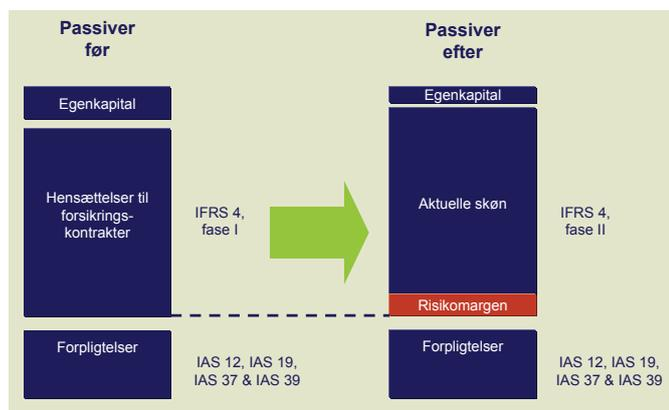 Passiver
før
Egenkapital
Hensættelser til
forsikrings-
kontrakter
IFRS 4,
fase I
Forpligtelser
IAS 12, IAS 19,
IAS 37 & IAS 39
Passiver
efter
Egenkapital
Aktuelle skøn
IFRS 4,
fase II
Risikomargen
Forpligtelser
IAS 12, IAS 19,
IAS 37 & IAS 39